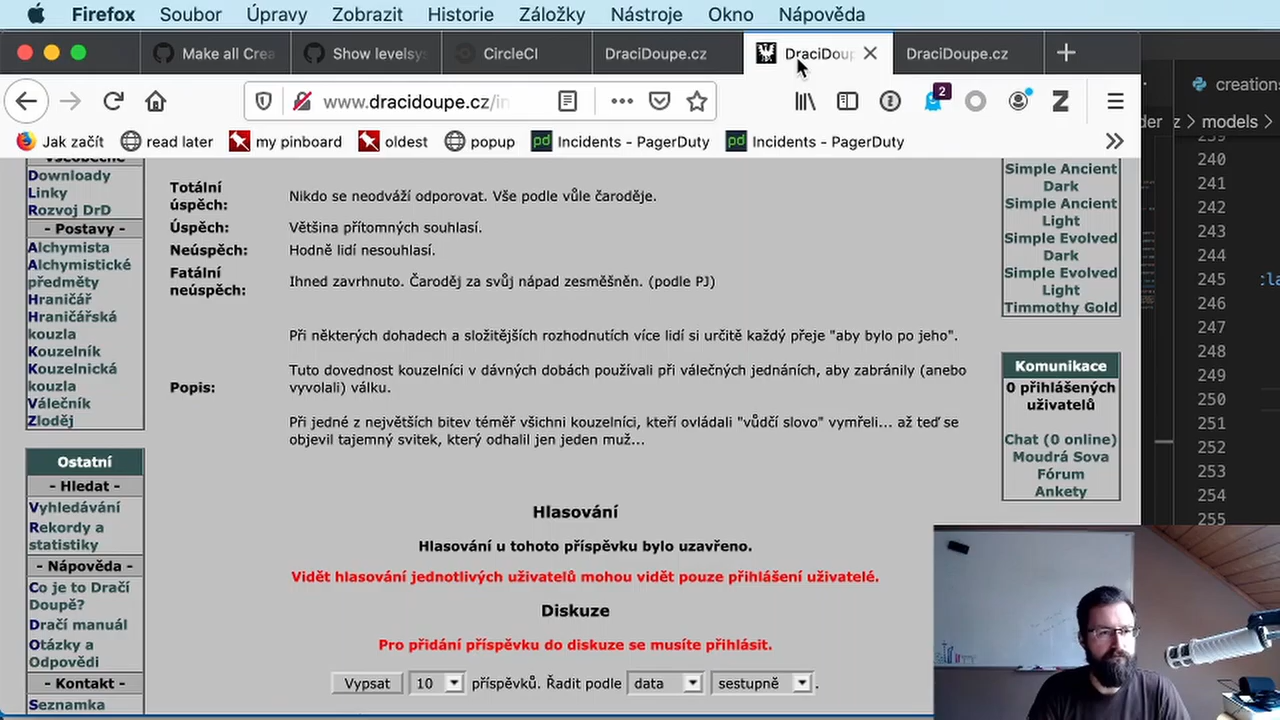 Firefox Soubor Úpravy Zobrazit Historie Záložky Nástroje Okno Nápověda
Make all Crea
Show levelsys
CircleCI
DraciDoupe.cz
DraciDoup
DraciDoupe.cz
creation
www.dracidoupe.cz/in
2
Z
der z > models >
Jak začít
read later
my pinboard
oldest
popup
Incidents - PagerDuty
Incidents - PagerDuty
Downloady
Linky
Rozvoj DrD
- Postavy -
Alchymista
Alchymistické
předměty
Hraničář
Hraničářská
kouzla
Kouzelník
Kouzelnická
kouzla
Válečník
Zloděj
Ostatní
- Hledat -
Vyhledávání
Rekordy a
statistiky
- Nápověda -
Co je to Dračí
Doupě?
Dračí manuál
Otázky a
Odpovědi
- Kontakt -
Seznamka
Totální
úspěch:
Nikdo se neodváží odporovat. Vše podle vůle čaroděje.
Úspěch:
Většina přítomných souhlasí.
Neúspěch:
Hodně lidí nesouhlasí.
Fatální
neúspěch:
Ihned zavrhnuto. Čaroděj za svůj nápad zesměšněn. (podle PJ)
Při některých dohadech a složitějších rozhodnutích více lidí si určitě každý přeje "aby bylo po jeho".
Popis:
Tuto dovednost kouzelníci v dávných dobách používali při válečných jednáních, aby zabránily (anebo
vyvolali) válku.
Při jedné z největších bitev téměř všichni kouzelníci, kteří ovládali "vůdčí slovo" vymřeli... až teď se
objevil tajemný svitek, který odhalil jen jeden muž...
Hlasování
Hlasování u tohoto příspěvku bylo uzavřeno.
Vidět hlasování jednotlivých uživatelů mohou vidět pouze přihlášení uživatelé.
Diskuze
Pro přidání příspěvku do diskuze se musíte přihlásit.
Vypsat 10 příspěvků. Řadit podle data sestupně .
Simple Ancient
Dark
Simple Ancient
Light
Simple Evolved
Dark
Simple Evolved
Light
Timmothy Gold
Komunikace
0 přihlášených
uživatelů
Chat (0 online)
Moudrá Sova
Fórum
Ankety
240
241
242
243
244
245 cla
246
247
248
249
250
251
252
253
254
255